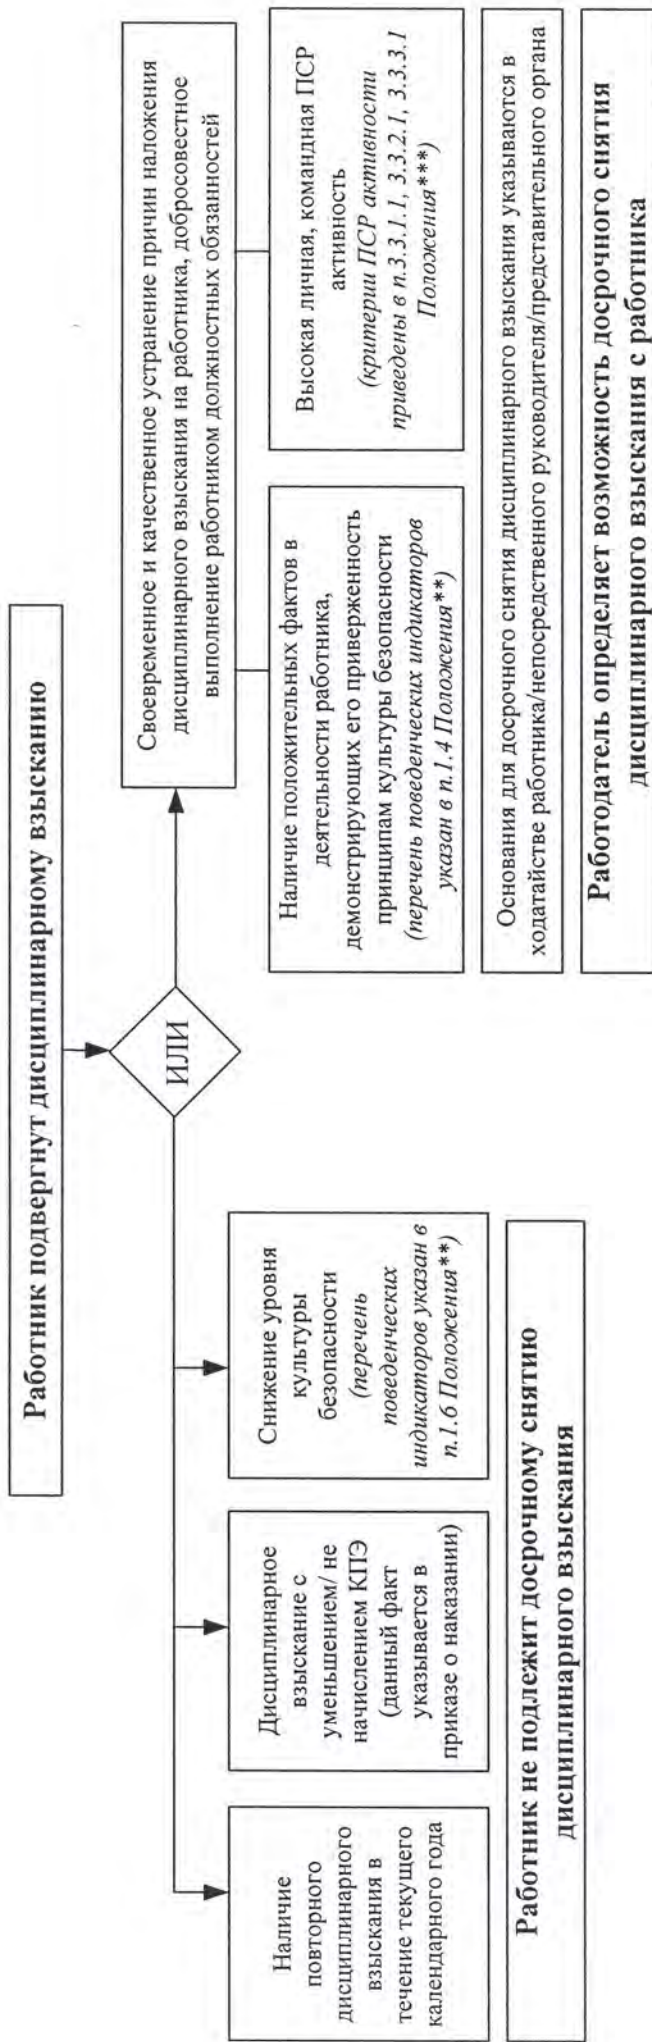 Работник подвергнут дисциплинарному взысканию
ИЛИ
Наличие
повторного
дисциплинарного
взыскания в
течение текущего
календарного года
Дисциплинарное
взыскание с
уменьшением/ не
начислением КПЭ
(данный факт
указывается в
приказе о наказании)
Снижение уровня
культуры
безопасности
(перечень
поведенческих
индикаторов указан в
п.1.6 Положения**)
Работник не подлежит досрочному снятию
дисциплинарного взыскания
Своевременное и качественное устранение причин наложения
дисциплинарного взыскания на работника, добросовестное
выполнение работником должностных обязанностей
Наличие положительных фактов в
деятельности работника,
демонстрирующих его приверженность
принципам культуры безопасности
(перечень поведенческих индикаторов
указан в п.1.4 Положения**)
Высокая личная, командная ПСР
активность
(критерии ПСР активности
приведены в п.3.3.1.1, 3.3.2.1, 3.3.3.1
Положения***)
Основания для досрочного снятия дисциплинарного взыскания указываются в
ходатайстве работника/непосредственного руководителя/представительного органа
Работодатель определяет возможность досрочного снятия
дисциплинарного взыскания с работника